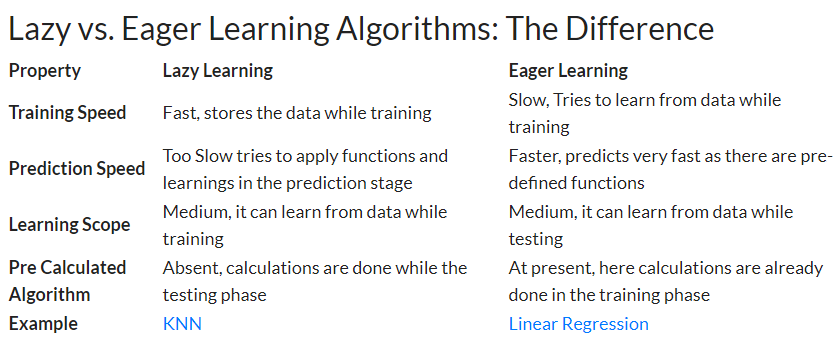 Lazy vs. Eager Learning Algorithms: The Difference
Property Lazy Learning Eager Learning
Training Speed Fast, stores the data while training Slow, Tries to learn from data while
training
Prediction Speed Too Slow tries to apply functions and
learnings in the prediction stage Faster, predicts very fast as there are pre-
defined functions
Learning Scope Medium, it can learn from data while
training Medium, it can learn from data while
testing
Pre Calculated
Algorithm Absent, calculations are done while the
testing phase At present, here calculations are already
done in the training phase
Example KNN Linear Regression